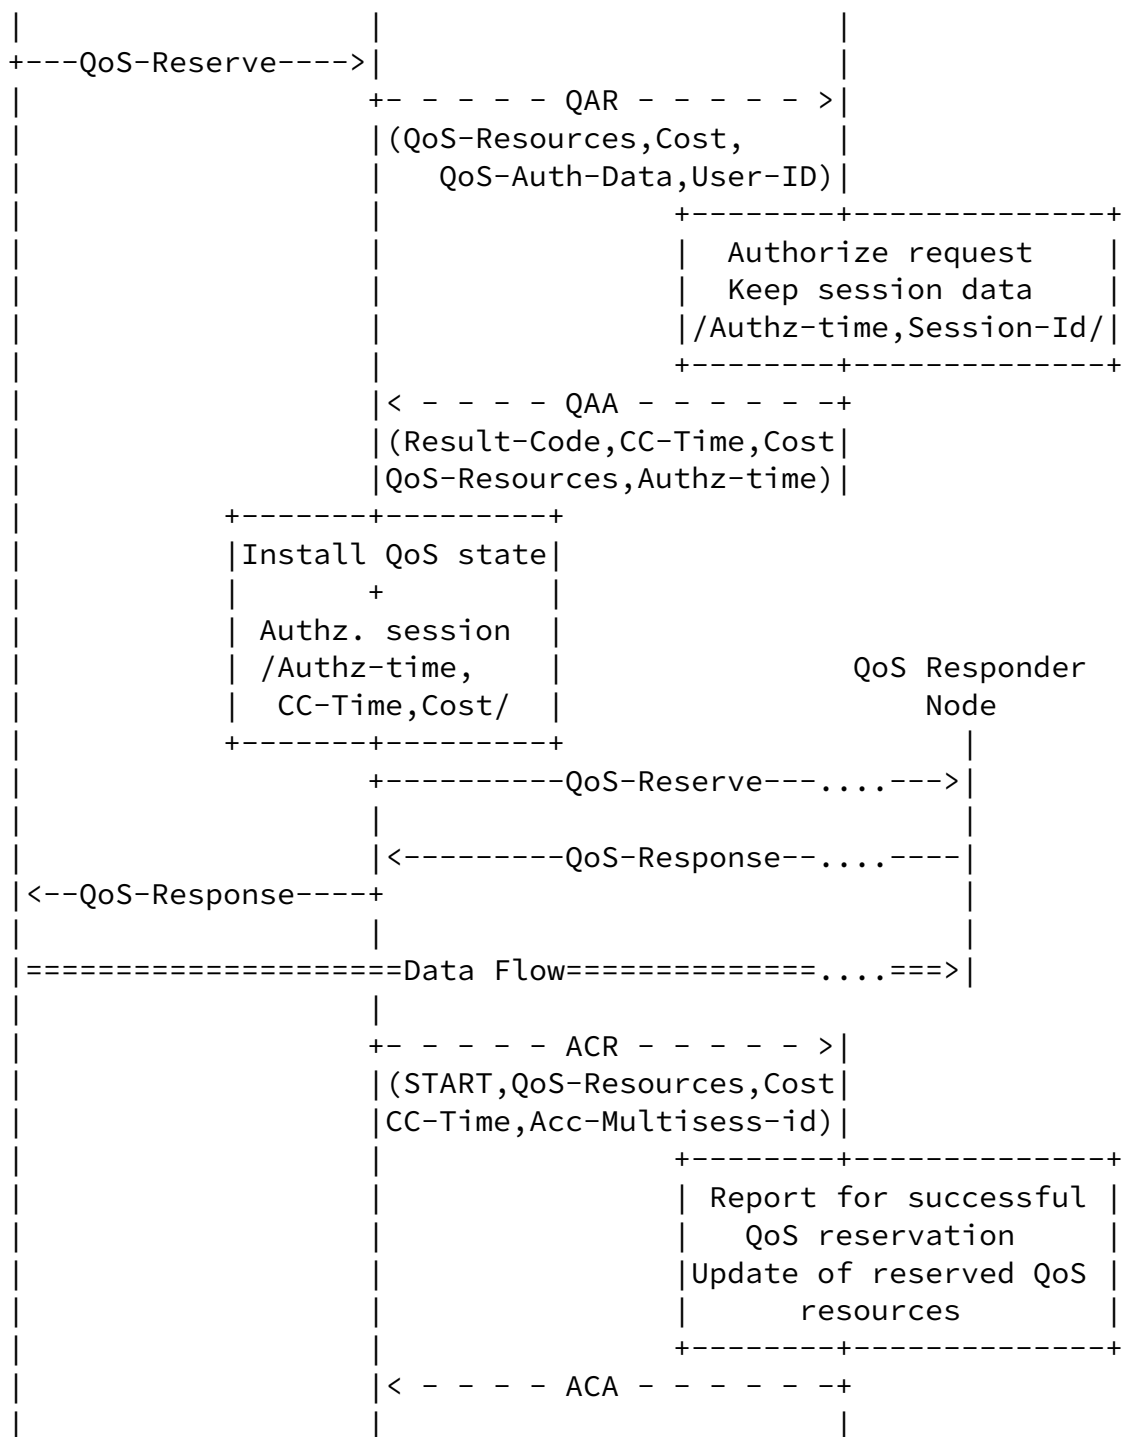 QoS-Reserve
QAR
(QoS-Resources,Cost,
QoS-Auth-Data,User-ID)
Authorize request
Keep session data
/Authz-time,Session-Id/
QAA
(Result-Code,CC-Time,Cost
QoS-Resources,Authz-time)
Install QoS state
+
Authz. session
/Authz-time,
QoS Responder
CC-Time,Cost/
Node
QoS-Reserve---....--->
QoS-Response--....----
QoS-Response
Data Flow
....
ACR
(START,QoS-Resources,Cost
CC-Time,Acc-Multisess-id)
Report for successful
QoS reservation
Update of reserved QoS
resources
ACA